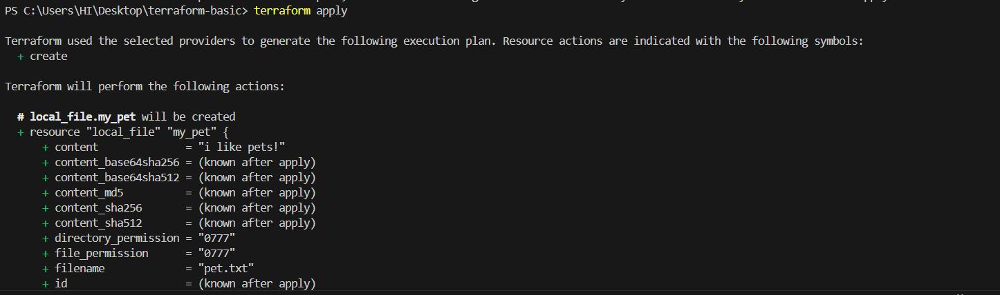 PS C:\Users\HI\Desktop\terraform-basic> terraform apply
Terraform used the selected providers to generate the following execution plan. Resource actions are indicated with the following symbols:
+ create
Terraform will perform the following actions:
# local_file.my_pet will be created
+ resource "local_file" "my_pet" {
+ content = "i like pets!"
+ content_base64sha256 = (known after apply)
+ content_base64sha512 = (known after apply)
+ content_md5 = (known after apply)
+ content_sha256 = (known after apply)
+ content_sha512 = (known after apply)
+ directory_permission = "0777"
+ file_permission = "0777"
+ filename = "pet.txt"
+ id = (known after apply)